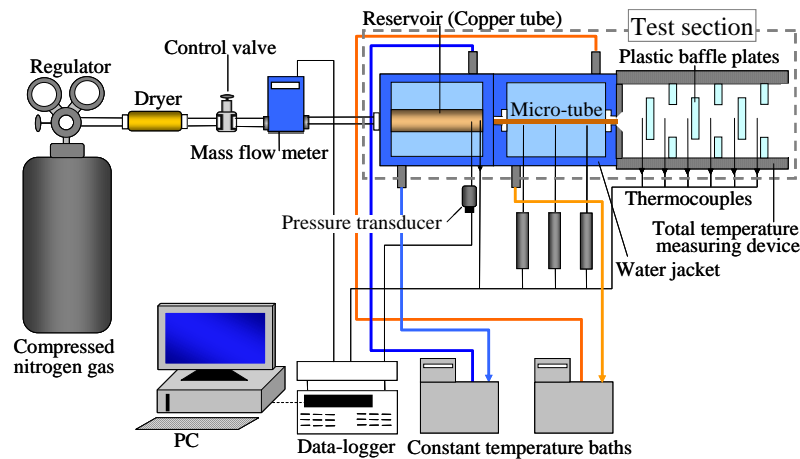 Reservoir (Copper tube)
Test section
Control valve
Plastic baffle plates
Regulator
Dryer
Micro-tube
Mass flow meter
Thermocouples
Pressure transducer
Total temperature
measuring device
Water jacket
Compressed
nitrogen gas
PC
Data-logger
Constant temperature baths